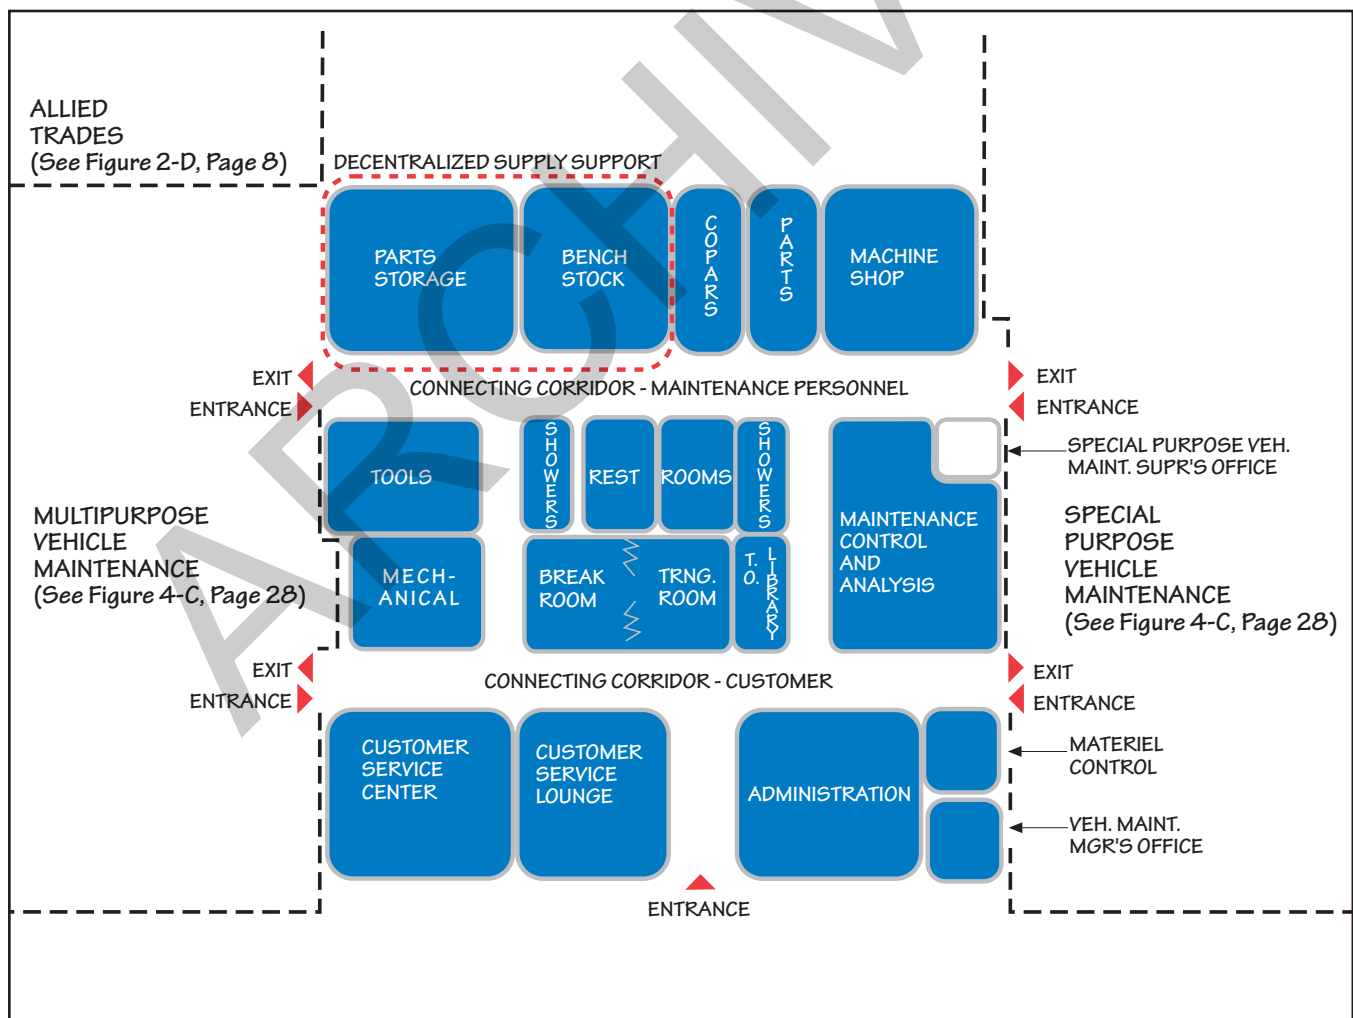 ARCHIV
ALLIED
TRADES
(See Figure 2-D, Page 8)
DECENTRALIZED SUPPLY SUPPORT
PARTS
STORAGE
BENCH
STOCK
COPARS
PARTS
MACHINE
SHOP
EXIT
ENTRANCE
CONNECTING CORRIDOR - MAINTENANCE PERSONNEL
EXIT
ENTRANCE
TOOLS
SHOWERS
REST
ROOMS
SHOWERS
SPECIAL PURPOSE VEH.
MAINT. SUPR'S OFFICE
MULTIPURPOSE
VEHICLE
MAINTENANCE
(See Figure 4-C, Page 28)
MECH-
ANICAL
BREAK
ROOM
TRNG.
ROOM
T.O.
LIBRARY
MAINTENANCE
CONTROL
AND
ANALYSIS
SPECIAL
PURPOSE
VEHICLE
MAINTENANCE
(See Figure 4-C, Page 28)
EXIT
ENTRANCE
CONNECTING CORRIDOR - CUSTOMER
EXIT
ENTRANCE
CUSTOMER
SERVICE
CENTER
CUSTOMER
SERVICE
LOUNGE
ADMINISTRATION
MATERIEL
CONTROL
VEH. MAINT.
MGR'S OFFICE
ENTRANCE